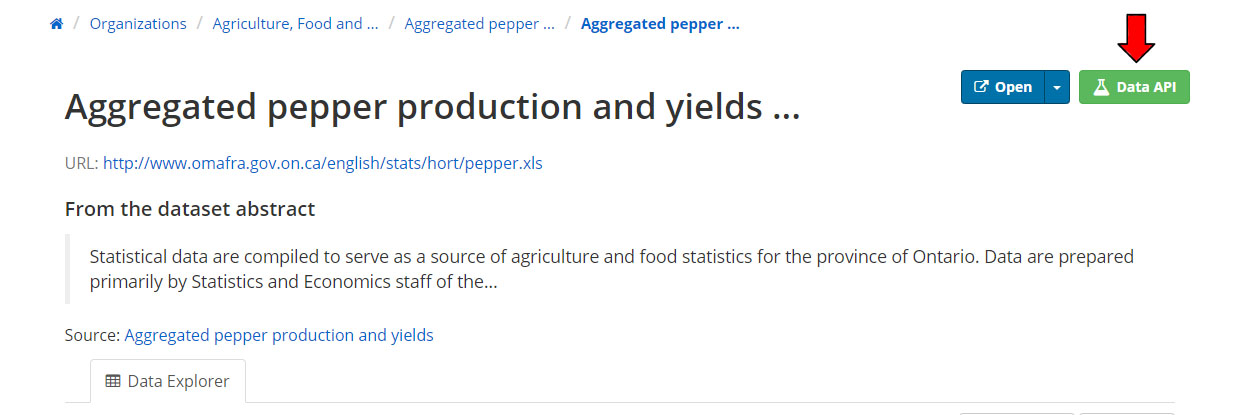 / Organizations / Agriculture, Food and ... / Aggregated pepper ... / Aggregated pepper ...
Open
Data API
Aggregated pepper production and yields ...
URL: http://www.omafra.gov.on.ca/english/stats/hort/pepper.xls
From the dataset abstract
Statistical data are compiled to serve as a source of agriculture and food statistics for the province of Ontario. Data are prepared
primarily by Statistics and Economics staff of the...
Source: Aggregated pepper production and yields
Data Explorer